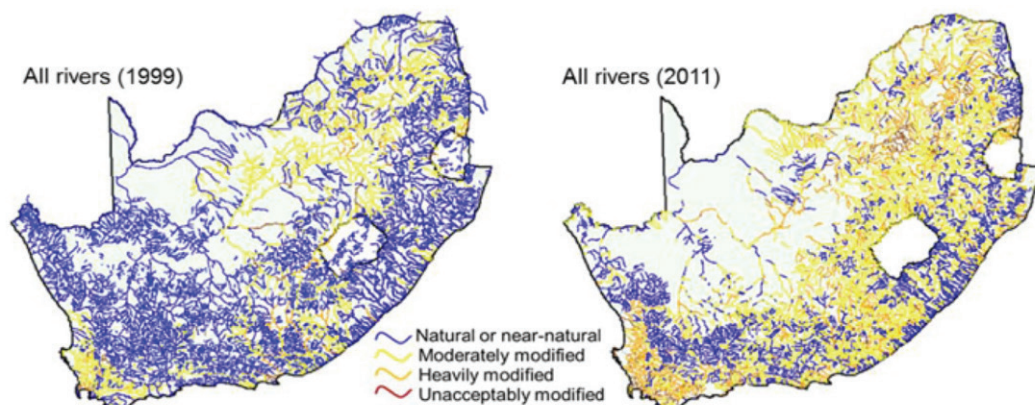 All rivers (1999)
All rivers (2011)
Natural or near-natural
Moderately modified
Heavily modified
Unacceptably modified